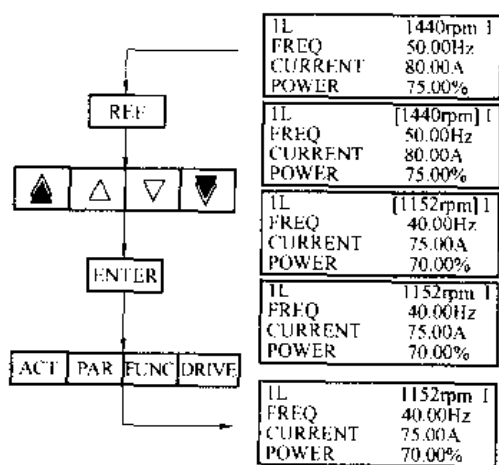 1L 1440rpm I
FREQ 50.00Hz
CURRENT 80.00A
POWER 75.00%
REF
1L [1440rpm] I
FREQ 50.00Hz
CURRENT 80.00A
POWER 75.00%
1L [1152rpm] I
FREQ 40.00Hz
CURRENT 75.00A
POWER 70.00%
ENTER
1L 1152rpm I
FREQ 40.00Hz
CURRENT 75.00A
POWER 70.00%
ACT PAR FUNC DRIVE
1L 1152rpm I
FREQ 40.00Hz
CURRENT 75.00A
POWER 70.00%